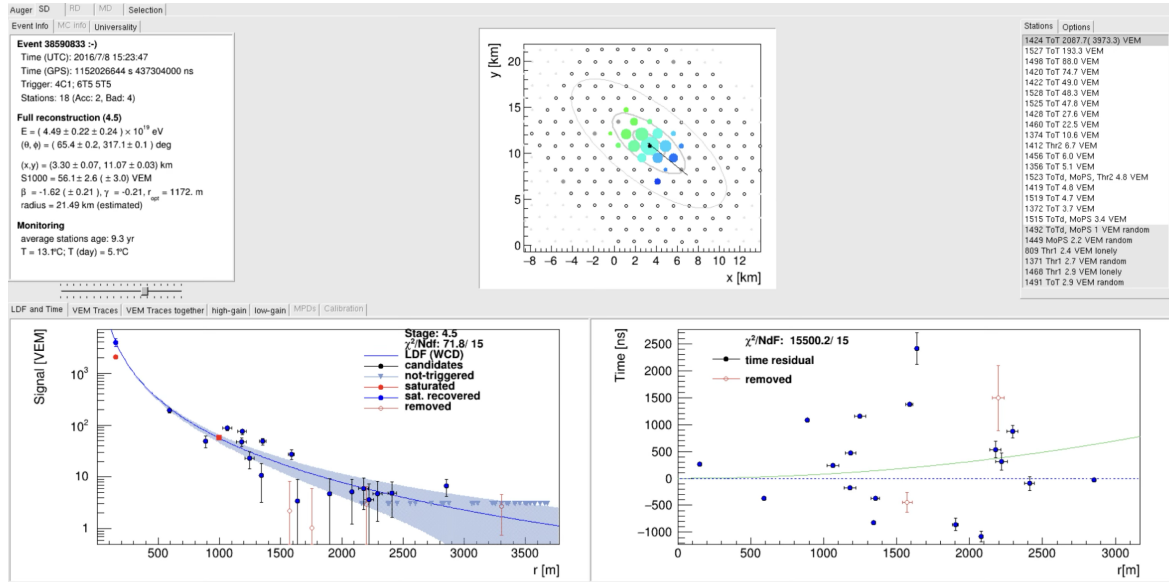 Auger SD RD MD Selection
Event Info MC Info Universality
Event 38590833 :-)
Time (UTC): 2016/7/8 15:23:47
Time (GPS): 1152026644 s 437304000 ns
Trigger: 4C1; 6T5 5T5
Stations: 18 (Acc: 2, Bad: 4)
Full reconstruction (4.5)
E = ( 4.49 ± 0.22 ± 0.24 ) × 10^19 eV
(θ, ϕ) = ( 65.4 ± 0.2, 317.1± 0.1 ) deg
(x,y) = (3.30 ± 0.07, 11.07± 0.03) km
S1000 = 56.1± 2.6 ( ± 3.0) VEM
β = -1.62 ( ± 0.21 ), γ = -0.21, r_opt = 1172. m
radius = 21.49 km (estimated)
Monitoring
average stations age: 9.3 yr
T = 13.1ºC; T (day) = 5.1ºC
y [km]
20
15
10
5
0
−8 −6 −4 −2 0 2 4 6 8 10 12
x [km]
Stations Options
1424 ToT 2087.7( 3973.3) VEM
1527 ToT 193.3 VEM
1498 ToT 88.0 VEM
1420 ToT 74.7 VEM
1422 ToT 49.0 VEM
1528 ToT 48.3 VEM
1525 ToT 47.8 VEM
1428 ToT 27.6 VEM
1460 ToT 22.5 VEM
1374 ToT 10.6 VEM
1412 Thr2 6.7 VEM
1456 ToT 6.0 VEM
1356 ToT 5.1 VEM
1523 ToTd, MoPS, Thr2 4.8 VEM
1419 ToT 4.8 VEM
1519 ToT 4.7 VEM
1372 ToT 3.7 VEM
1515 ToTd, MoPS 3.4 VEM
1492 ToTd, MoPS 1 VEM random
1449 MoPS 2.2 VEM random
809 Thr1 2.4 VEM lonely
1371 Thr1 2.7 VEM random
1468 Thr1 2.9 VEM lonely
1491 ToT 2.9 VEM random
LDF and Time VEM Traces VEM Traces together high-gain low-gain MPDs Calibration
Signal [VEM]
10^3
10^2
10
1
Stage: 4.5
χ²/Ndf: 71.8/ 15
LDF (WCD)
candidates
not-triggered
saturated
sat. recovered
removed
500 1000 1500 2000 2500 3000 3500
r [m]
Time [ns]
2500
2000
1500
1000
500
0
−500
−1000
χ²/NdF: 15500.2/ 15
time residual
removed
0 500 1000 1500 2000 2500 3000
r[m]